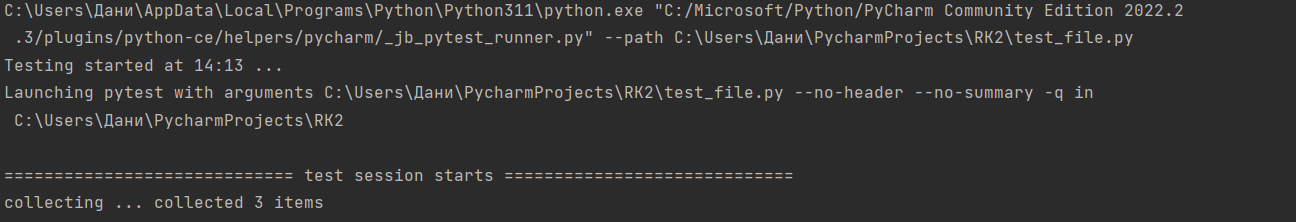 C:\Users\Дани\AppData\Local\Programs\Python\Python311\python.exe "C:/Microsoft/Python/PyCharm Community Edition 2022.2
.3/plugins/python-ce/helpers/pycharm/_jb_pytest_runner.py" --path C:\Users\Дани\PycharmProjects\RK2\test_file.py
Testing started at 14:13 ...
Launching pytest with arguments C:\Users\Дани\PycharmProjects\RK2\test_file.py --no-header --no-summary -q in
C:\Users\Дани\PycharmProjects\RK2
============================= test session starts =============================
collecting ... collected 3 items